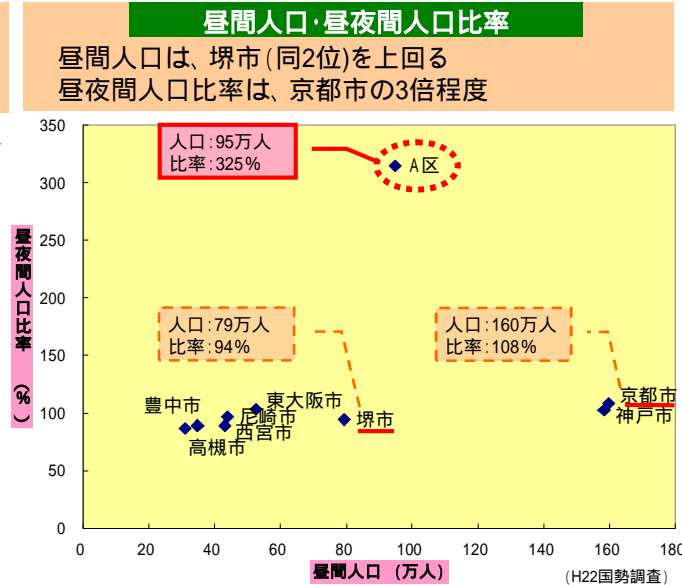 昼間人口･昼夜間人口比率
昼間人口は、堺市(同2位)を上回る
昼夜間人口比率は、京都市の3倍程度
350
300
250
200
150
100
50
0
昼夜間人口比率 (%)
人口:95万人
比率:325%
A区
人口:79万人
比率:94%
人口:160万人
比率:108%
豊中市
高槻市
尼崎市
西宮市
東大阪市
堺市
京都市
神戸市
0 20 40 60 80 100 120 140 160 180
昼間人口 (万人)
(H22国勢調査)